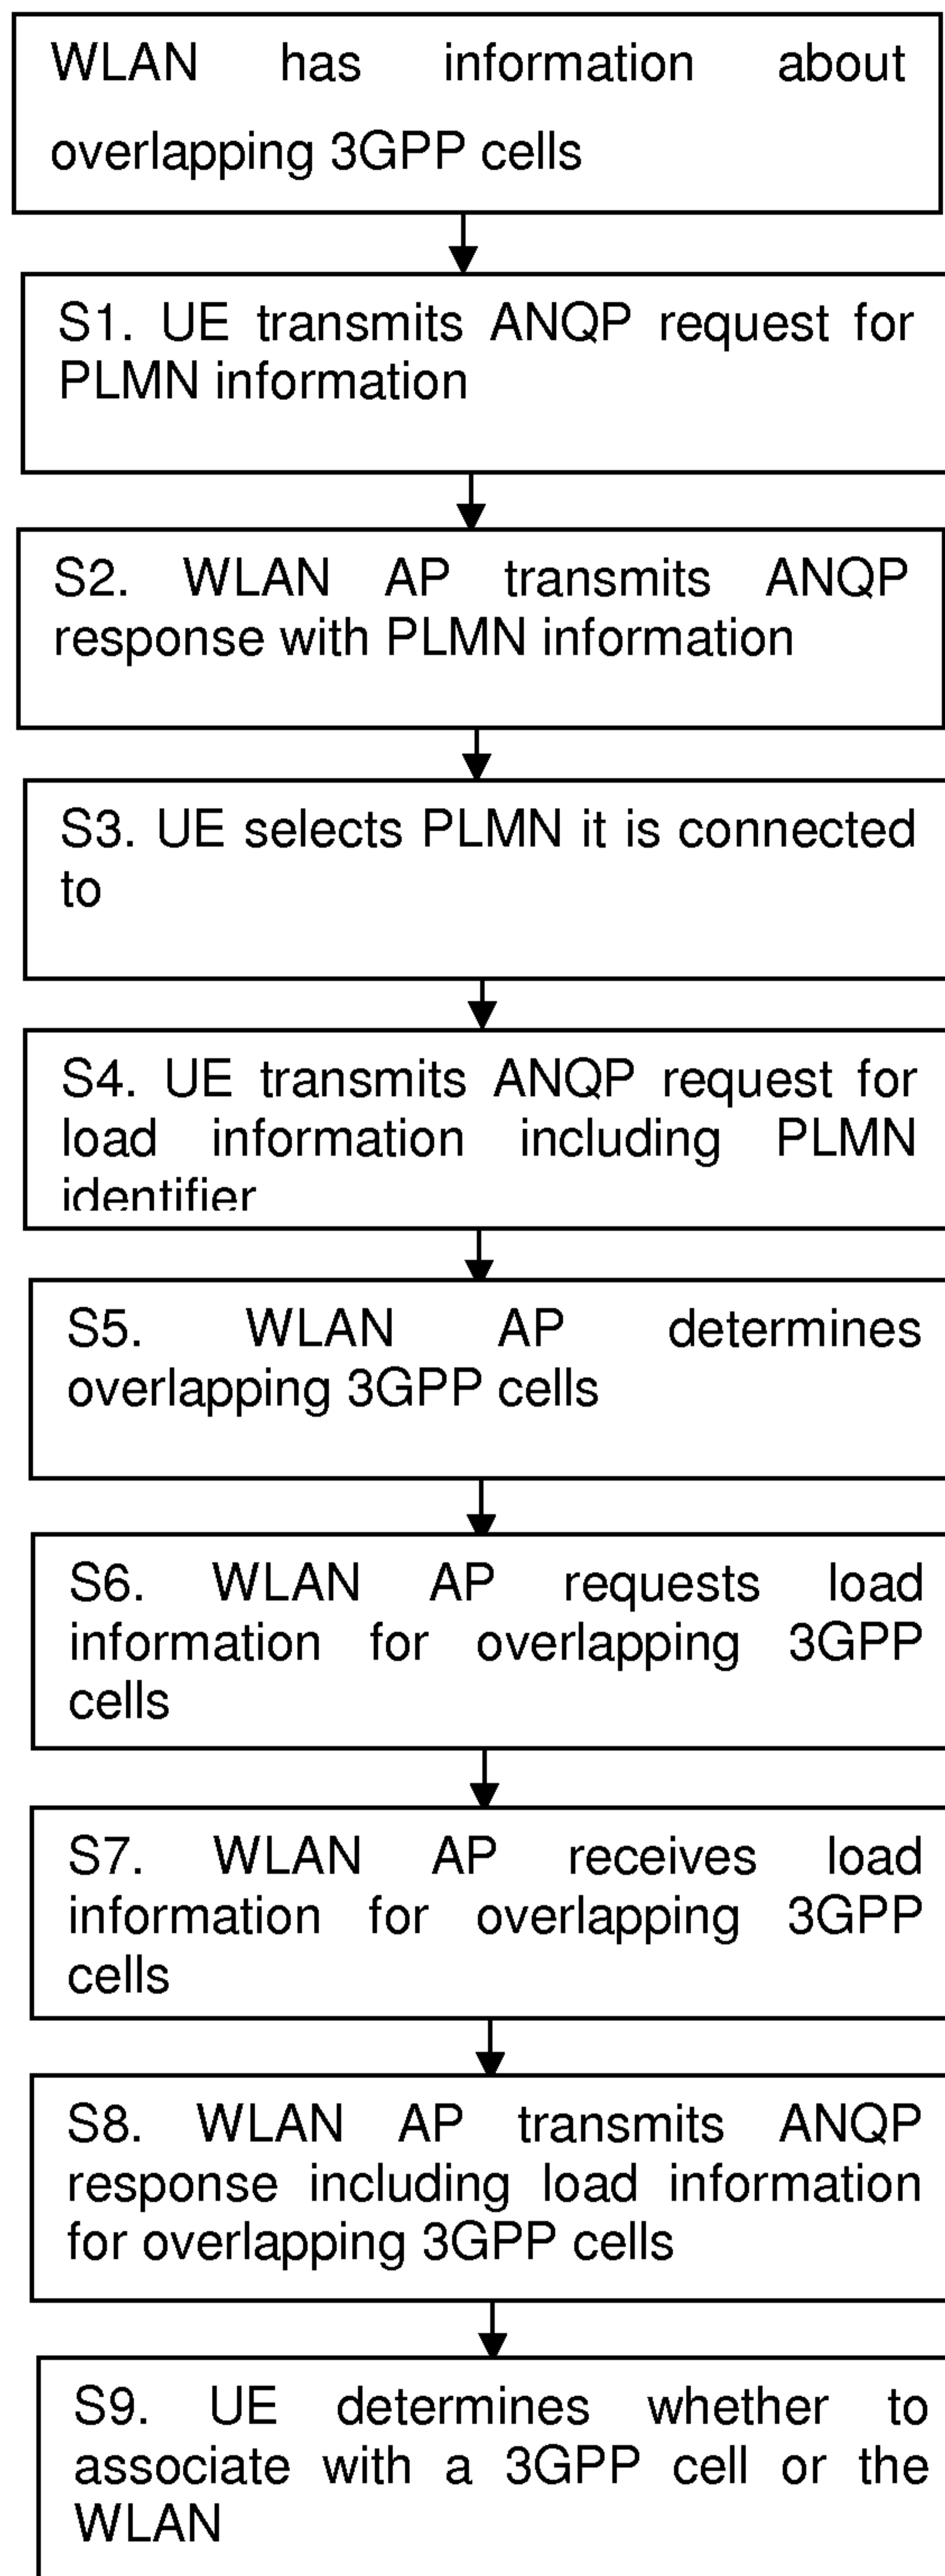 WLAN has information about
overlapping 3GPP cells
S1. UE transmits ANQP request for
PLMN information
S2. WLAN AP transmits ANQP
response with PLMN information
S3. UE selects PLMN it is connected
to
S4. UE transmits ANQP request for
load information including PLMN
identifier
S5. WLAN AP determines
overlapping 3GPP cells
S6. WLAN AP requests load
information for overlapping 3GPP
cells
S7. WLAN AP receives load
information for overlapping 3GPP
cells
S8. WLAN AP transmits ANQP
response including load information
for overlapping 3GPP cells
S9. UE determines whether to
associate with a 3GPP cell or the
WLAN